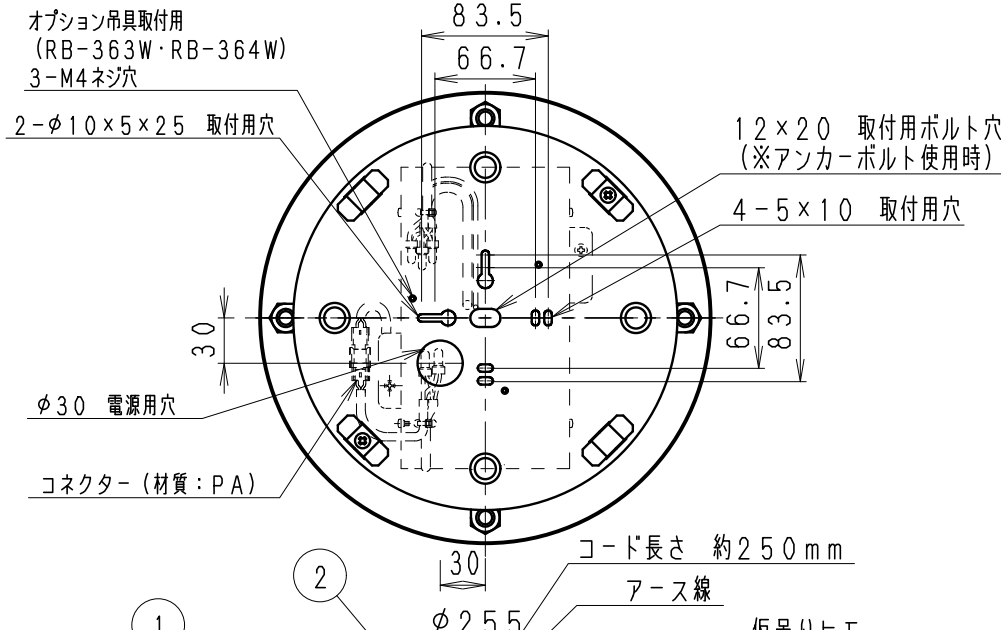 オプション吊具取付用
(RB-363W・RB-364W)
3-M4ネジ穴
2-φ10×5×25 取付用穴
83.5
66.7
12×20 取付用ボルト穴
(※アンカーボルト使用時)
4-5×10 取付用穴
66.7
83.5
30
φ30 電源用穴
コネクター(材質:PA)
30
コード長さ 約250mm
アース線
2
1
φ255